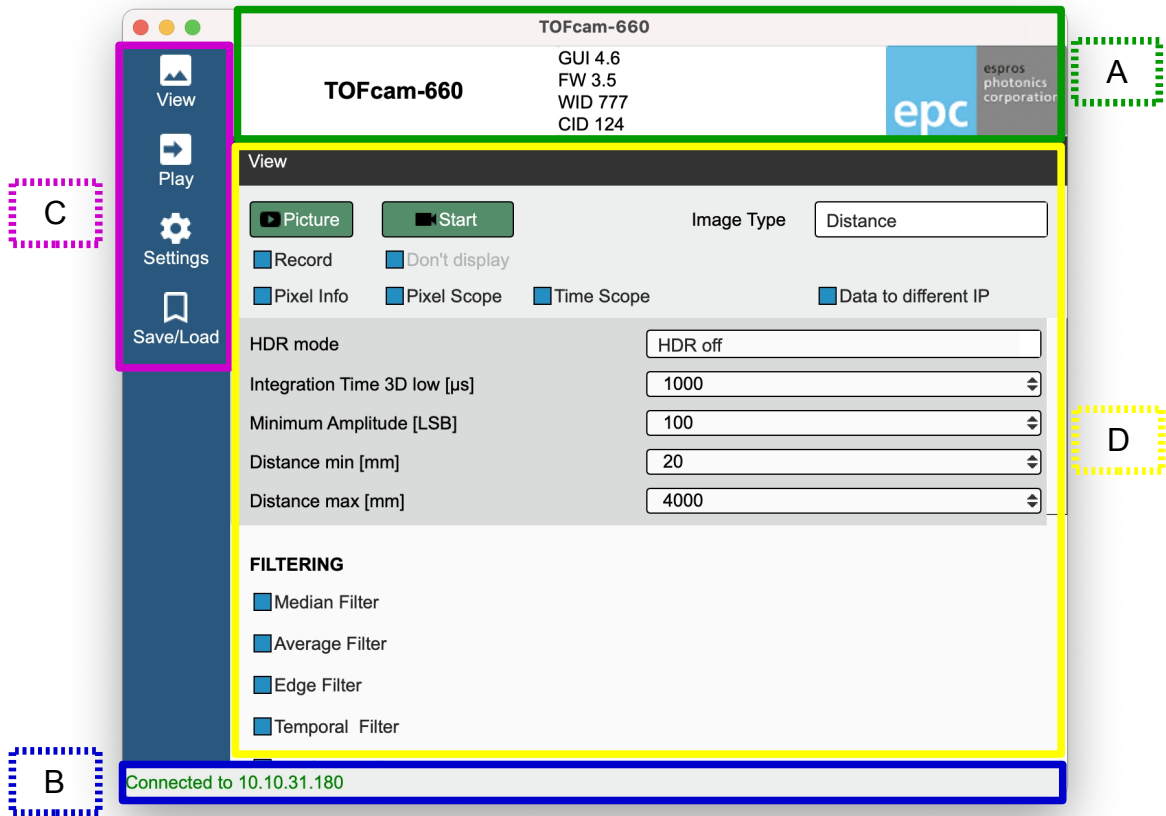 TOFcam-660
TOFcam-660
GUI 4.6
FW 3.5
WID 777
CID 124
epc
espros
photonics
corporation
A
View
Play
Settings
Save/Load
C
View
Picture
Start
Image Type
Distance
Record
Don't display
Pixel Info
Pixel Scope
Time Scope
Data to different IP
HDR mode
HDR off
Integration Time 3D low [µs]
1000
Minimum Amplitude [LSB]
100
Distance min [mm]
20
Distance max [mm]
4000
D
FILTERING
Median Filter
Average Filter
Edge Filter
Temporal Filter
B
Connected to 10.10.31.180